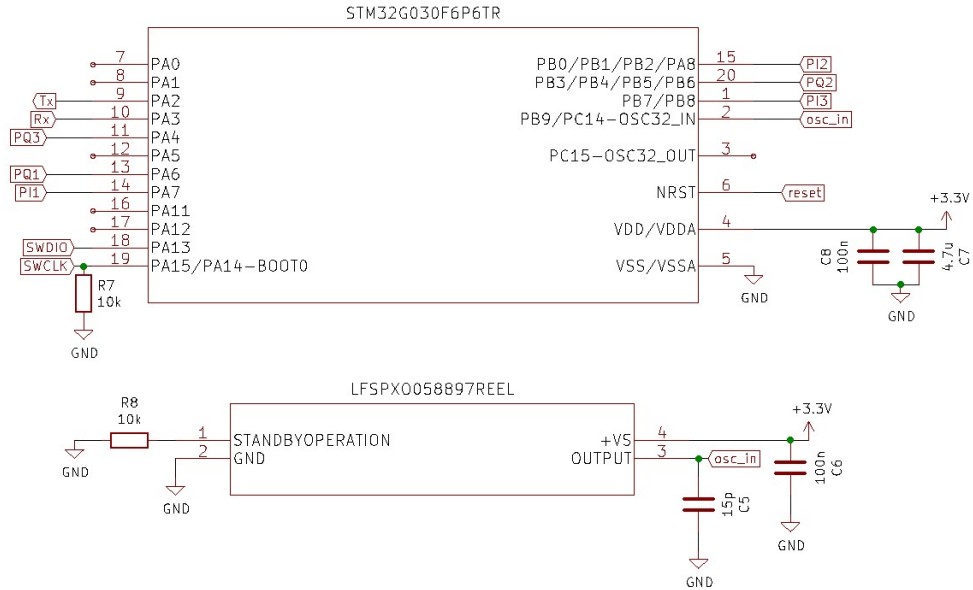 STM32G030F6P6TR
7 PA0 PB0/PB1/PB2/PA8 15 PI2
8 PA1 PB3/PB4/PB5/PB6 20 PQ2
Tx 9 PA2 PB7/PB8 1 PI3
Rx 10 PA3 PB9/PC14-OSC32_IN 2 osc_in
PQ3 11 PA4
12 PA5 PC15-OSC32_OUT 3
PQ1 13 PA6
PI1 14 PA7 NRST 6 reset
16 PA11
17 PA12 VDD/VDDA 4 +3.3V
SWDIO 18 PA13
SWCLK 19 PA15/PA14-BOOT0 VSS/VSSA 5
C8
100n
4.7u
C7
R7
10k
GND
GND
GND
LFSPXO058897REEL
R8
10k
1 STANDBYOPERATION +VS 4 +3.3V
2 GND OUTPUT 3 osc_in
GND
GND
15p
C5
100n
C6
GND
GND